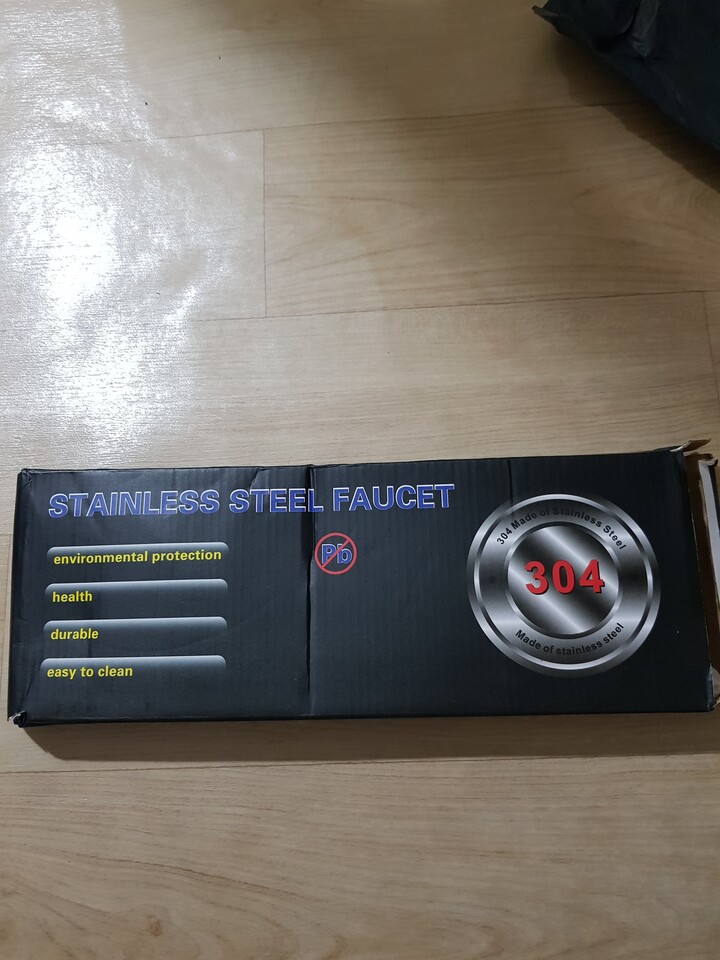 STAINLESS STEEL FAUCET
environmental protection
health
durable
easy to clean
Pb
304 Made of Stainless Steel
304
Made of stainless steel